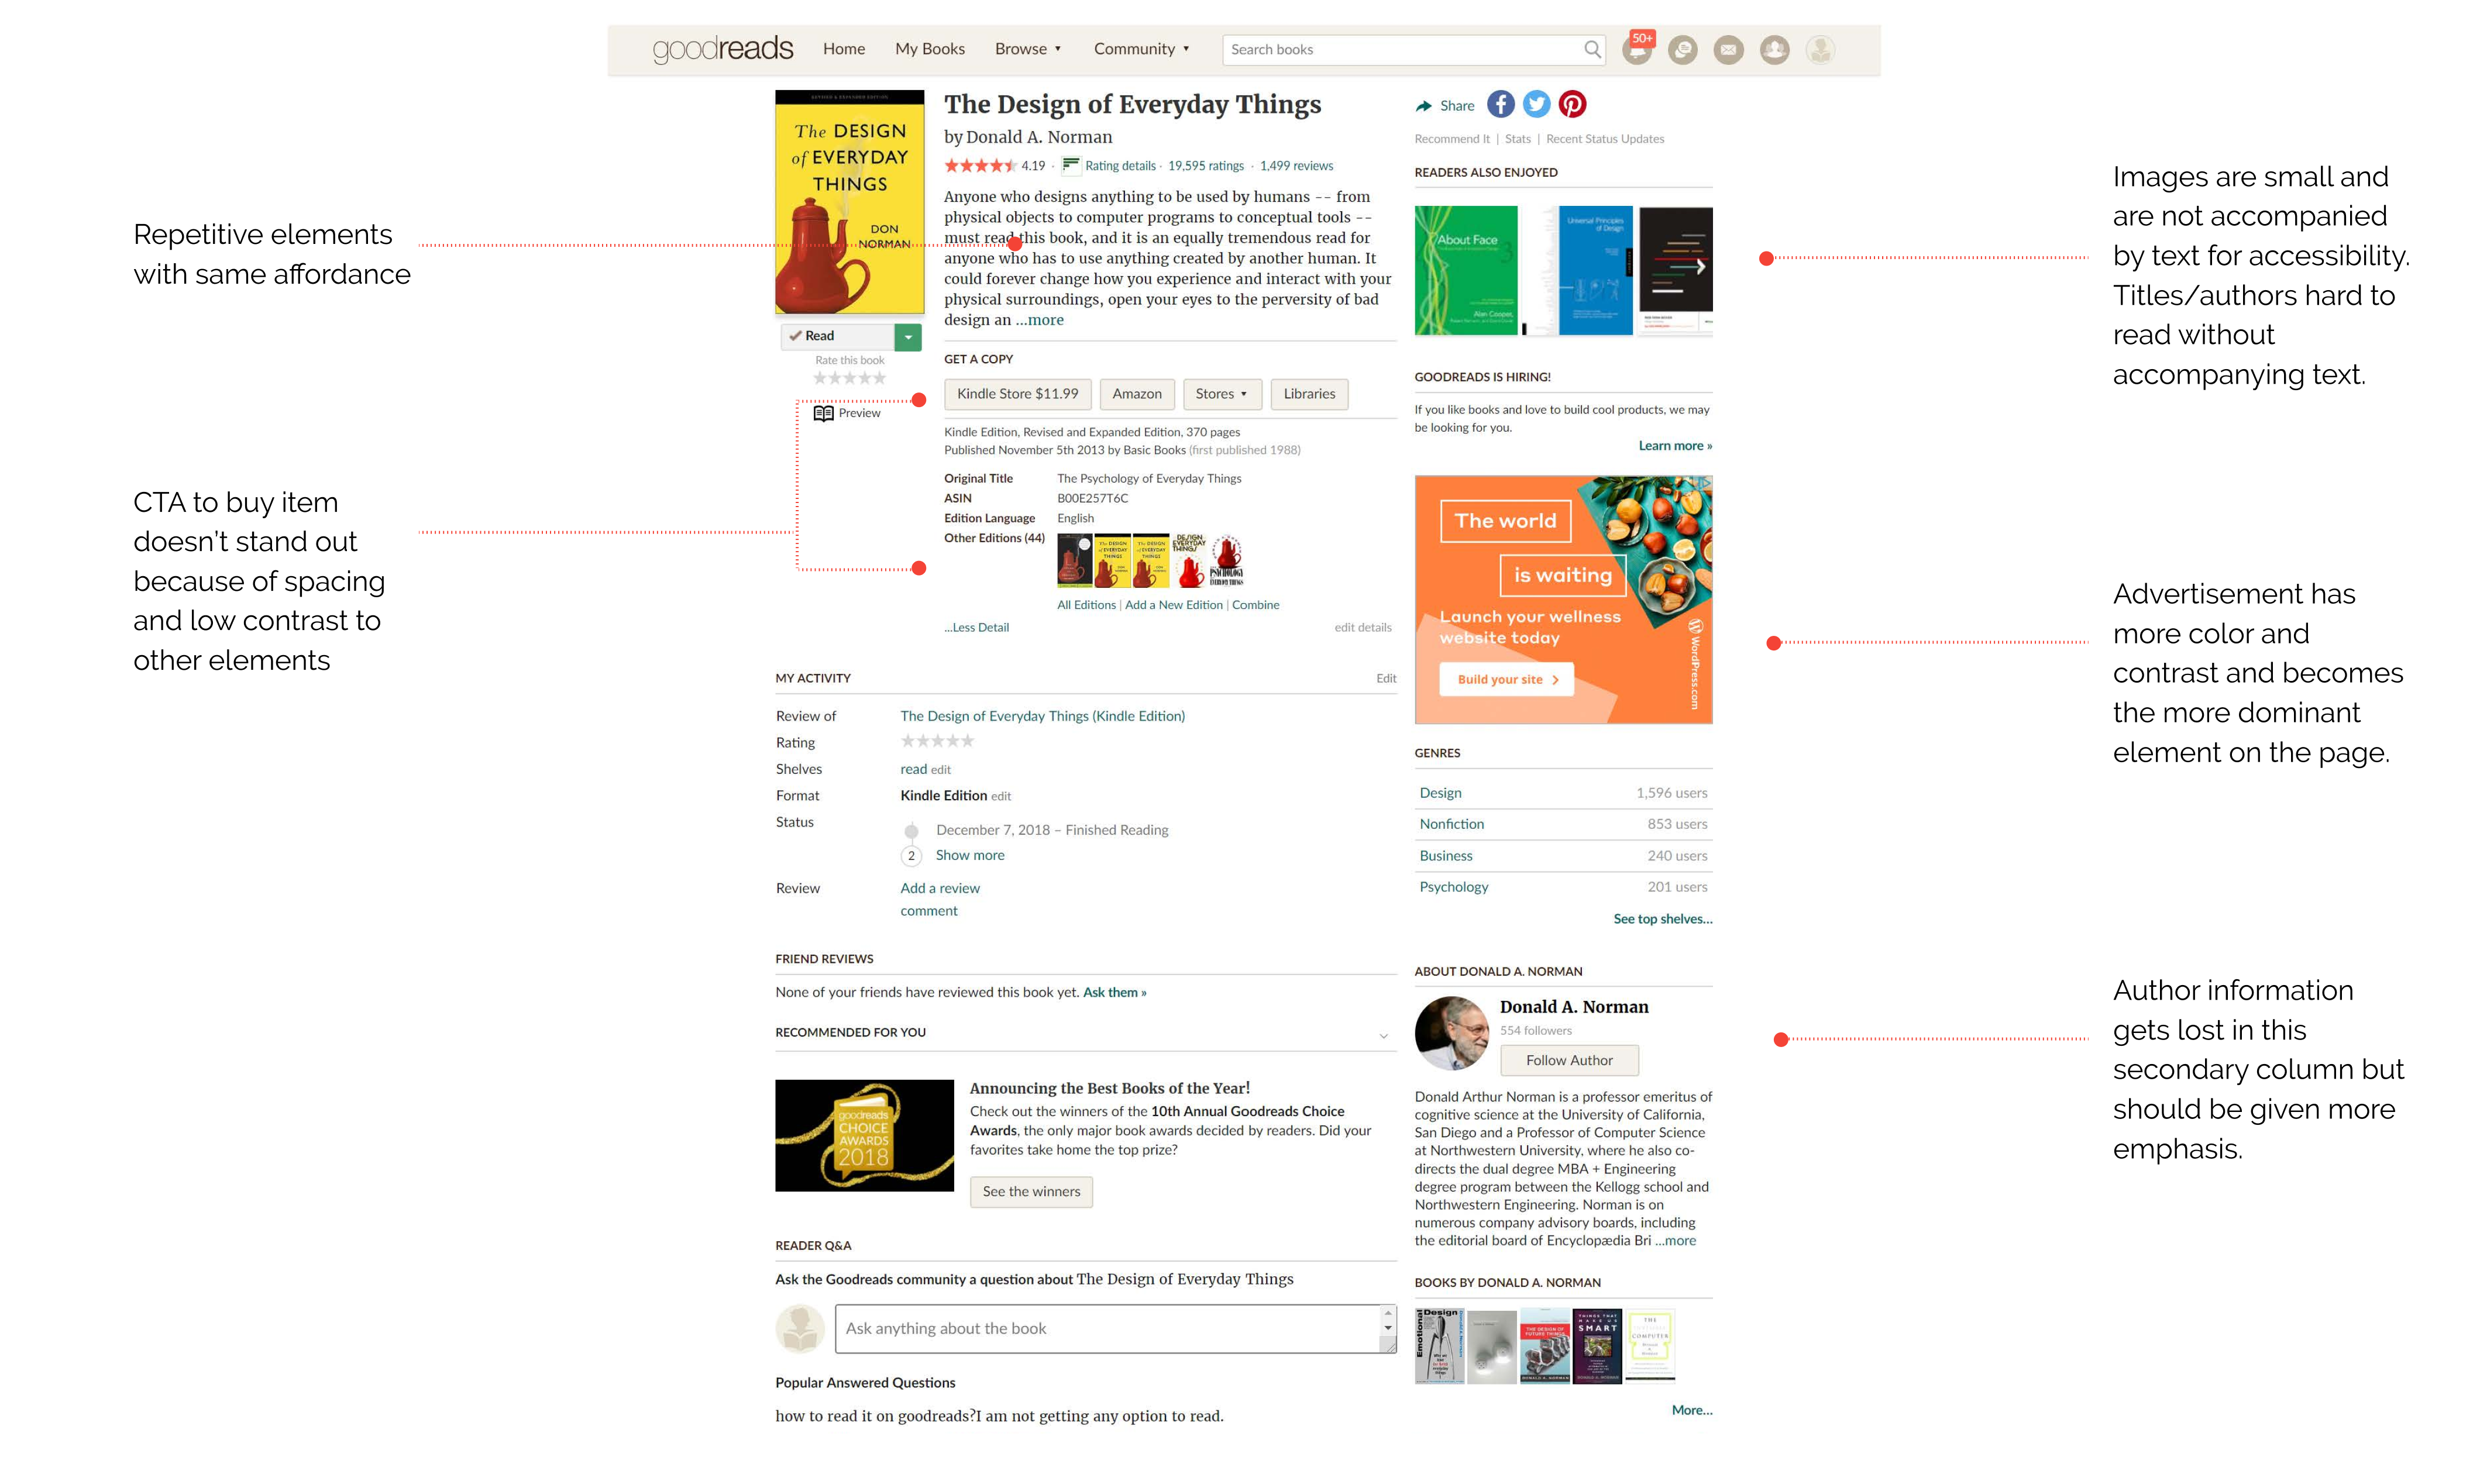 goodreads Home My Books Browse ▾ Community ▾ Search books 50+
Repetitive elements
with same affordance
CTA to buy item
doesn't stand out
because of spacing
and low contrast to
other elements
REVISED & EXPANDED EDITION
The DESIGN
of EVERYDAY
THINGS
DON
NORMAN
Read
Rate this book
Preview
The Design of Everyday Things
by Donald A. Norman
4.19 · Rating details · 19,595 ratings · 1,499 reviews
Anyone who designs anything to be used by humans -- from
physical objects to computer programs to conceptual tools --
must read this book, and it is an equally tremendous read for
anyone who has to use anything created by another human. It
could forever change how you experience and interact with your
physical surroundings, open your eyes to the perversity of bad
design an ...more
GET A COPY
Kindle Store $11.99 Amazon Stores ▾ Libraries
Kindle Edition, Revised and Expanded Edition, 370 pages
Published November 5th 2013 by Basic Books (first published 1988)
Original Title The Psychology of Everyday Things
ASIN B00E257T6C
Edition Language English
Other Editions (44)
All Editions | Add a New Edition | Combine
...Less Detail edit details
MY ACTIVITY Edit
Review of The Design of Everyday Things (Kindle Edition)
Rating
Shelves read edit
Format Kindle Edition edit
Status December 7, 2018 – Finished Reading
2 Show more
Review Add a review
comment
FRIEND REVIEWS
None of your friends have reviewed this book yet. Ask them »
RECOMMENDED FOR YOU
goodreads
CHOICE
AWARDS
2018
Announcing the Best Books of the Year!
Check out the winners of the 10th Annual Goodreads Choice
Awards, the only major book awards decided by readers. Did your
favorites take home the top prize?
See the winners
READER Q&A
Ask the Goodreads community a question about The Design of Everyday Things
Ask anything about the book
Popular Answered Questions
how to read it on goodreads?I am not getting any option to read.
Share
Recommend It | Stats | Recent Status Updates
READERS ALSO ENJOYED
About Face 3
Alan Cooper,
Universal Principles
of Design
GOODREADS IS HIRING!
If you like books and love to build cool products, we may
be looking for you.
Learn more »
The world
is waiting
Launch your wellness
website today
Build your site >
WordPress.com
GENRES
Design 1,596 users
Nonfiction 853 users
Business 240 users
Psychology 201 users
See top shelves...
ABOUT DONALD A. NORMAN
Donald A. Norman
554 followers
Follow Author
Donald Arthur Norman is a professor emeritus of
cognitive science at the University of California,
San Diego and a Professor of Computer Science
at Northwestern University, where he also co-
directs the dual degree MBA + Engineering
degree program between the Kellogg school and
Northwestern Engineering. Norman is on
numerous company advisory boards, including
the editorial board of Encyclopædia Bri ...more
BOOKS BY DONALD A. NORMAN
Emotional Design
THE DESIGN OF
FUTURE THINGS
THINGS THAT
MAKE US
SMART
THE
COMPUTER
More...
Images are small and
are not accompanied
by text for accessibility.
Titles/authors hard to
read without
accompanying text.
Advertisement has
more color and
contrast and becomes
the more dominant
element on the page.
Author information
gets lost in this
secondary column but
should be given more
emphasis.